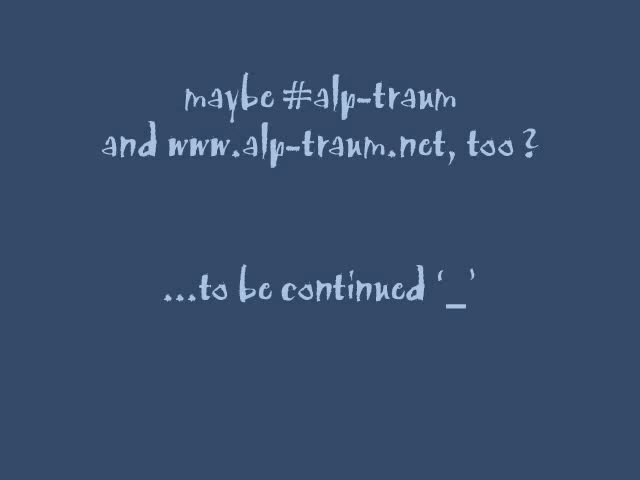 maybe #alp-traum
and www.alp-traum.net, too?
...to be continued '_'